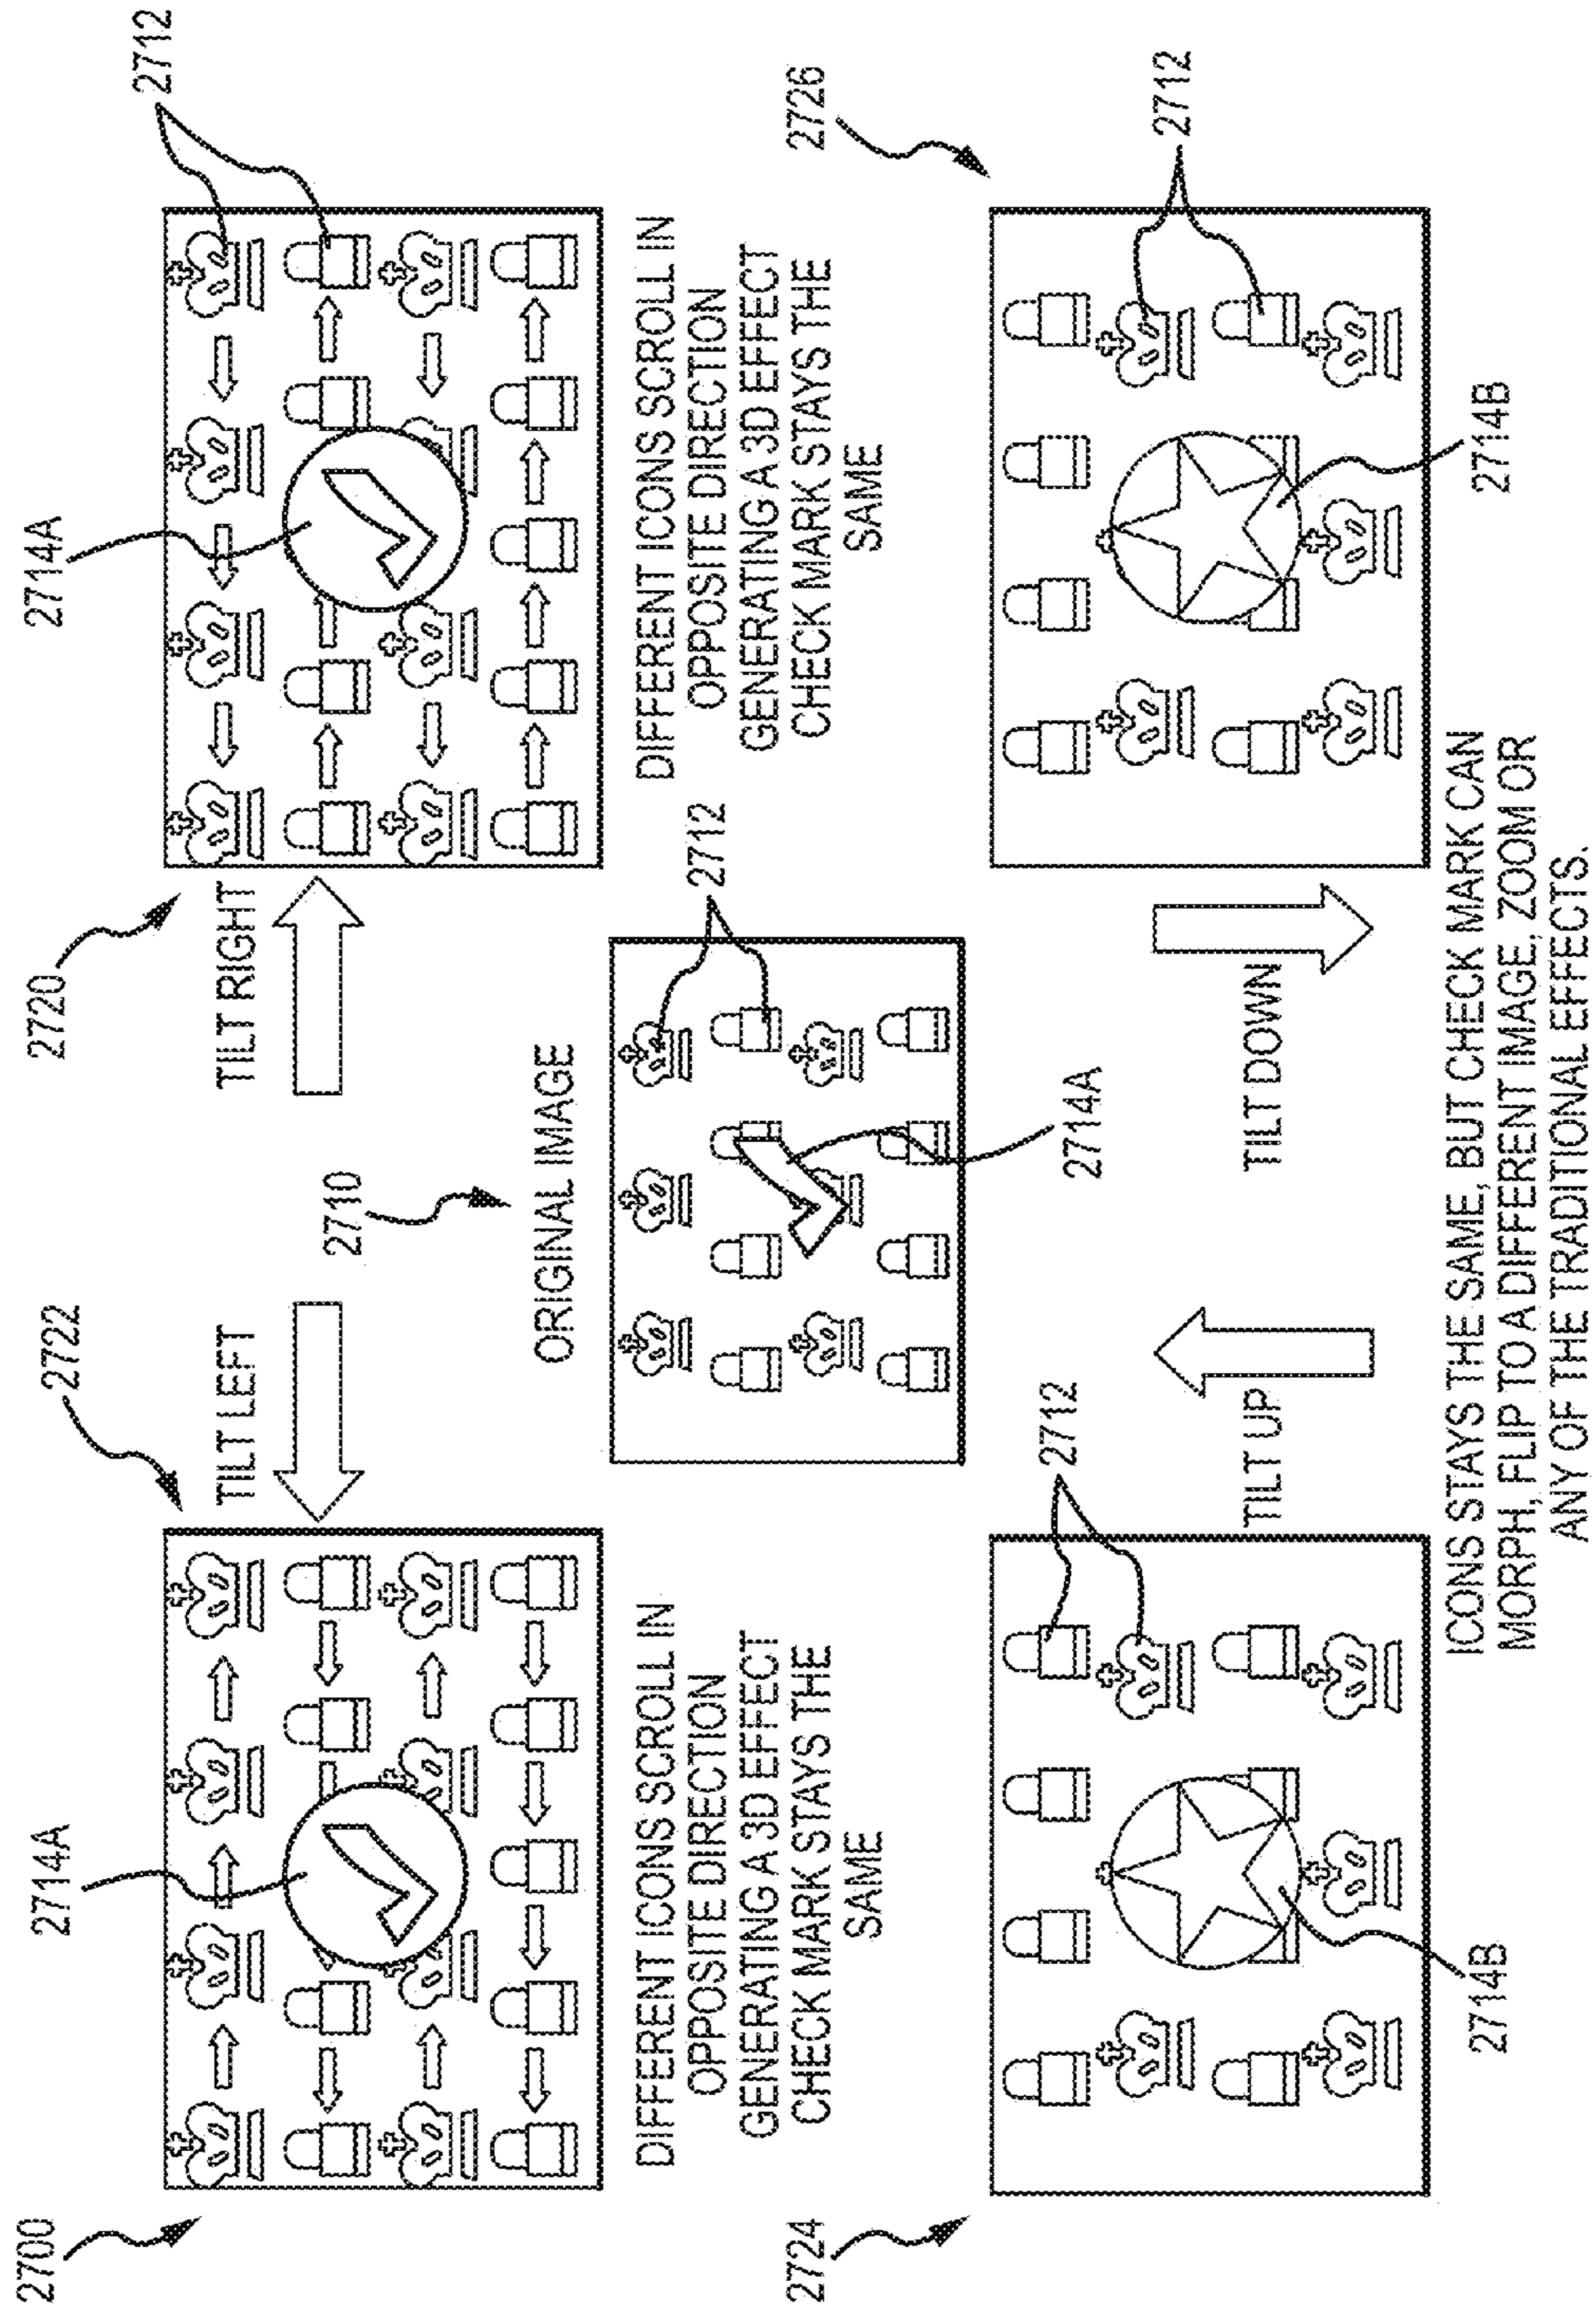 2700
2722
2720
2714A
2714A
2712
TILT LEFT
TILT RIGHT
2710
ORIGINAL IMAGE
2712
2714A
DIFFERENT ICONS SCROLL IN
OPPOSITE DIRECTION
GENERATING A 3D EFFECT
CHECK MARK STAYS THE
SAME
DIFFERENT ICONS SCROLL IN
OPPOSITE DIRECTION
GENERATING A 3D EFFECT
CHECK MARK STAYS THE
SAME
2724
2712
2726
2712
TILT UP
TILT DOWN
2714B
2714B
ICONS STAYS THE SAME, BUT CHECK MARK CAN
MORPH, FLIP TO A DIFFERENT IMAGE, ZOOM OR
ANY OF THE TRADITIONAL EFFECTS.